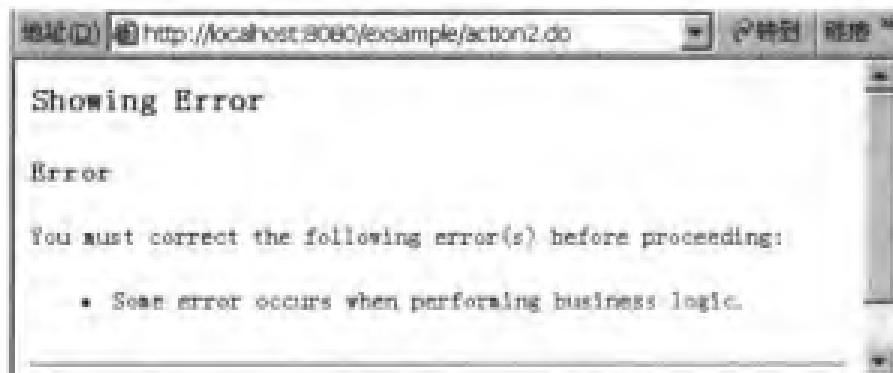 地址(D) http://localhost:8080/exsample/action2.do 转到 链接 »
Showing Error
Error
You must correct the following error(s) before proceeding:
• Some error occurs when performing business logic.